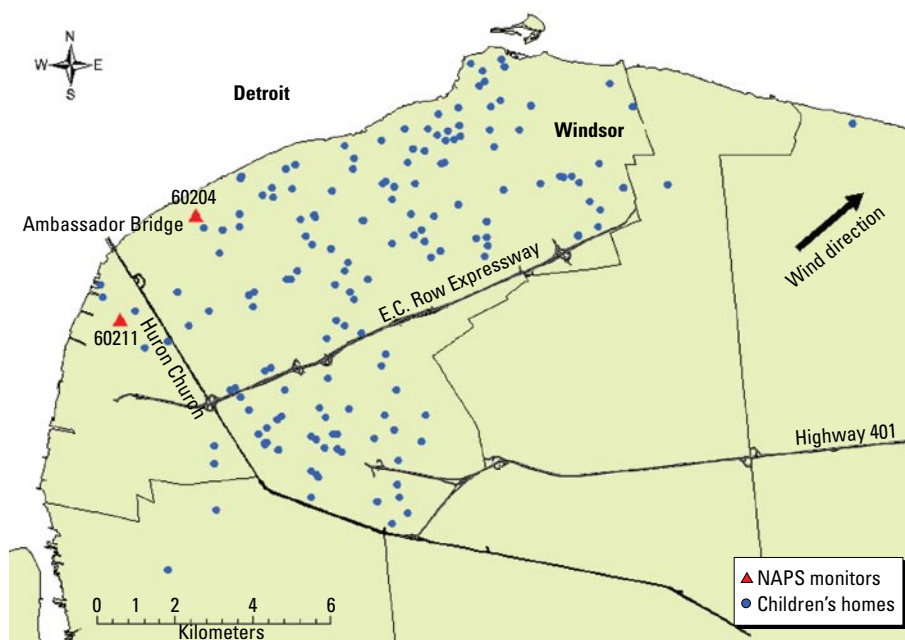 N
W E
S
Detroit
Windsor
60204
Ambassador Bridge
Wind direction
E.C. Row Expressway
60211
Huron Church
Highway 401
NAPS monitors
Children's homes
0 1 2 4 6
Kilometers